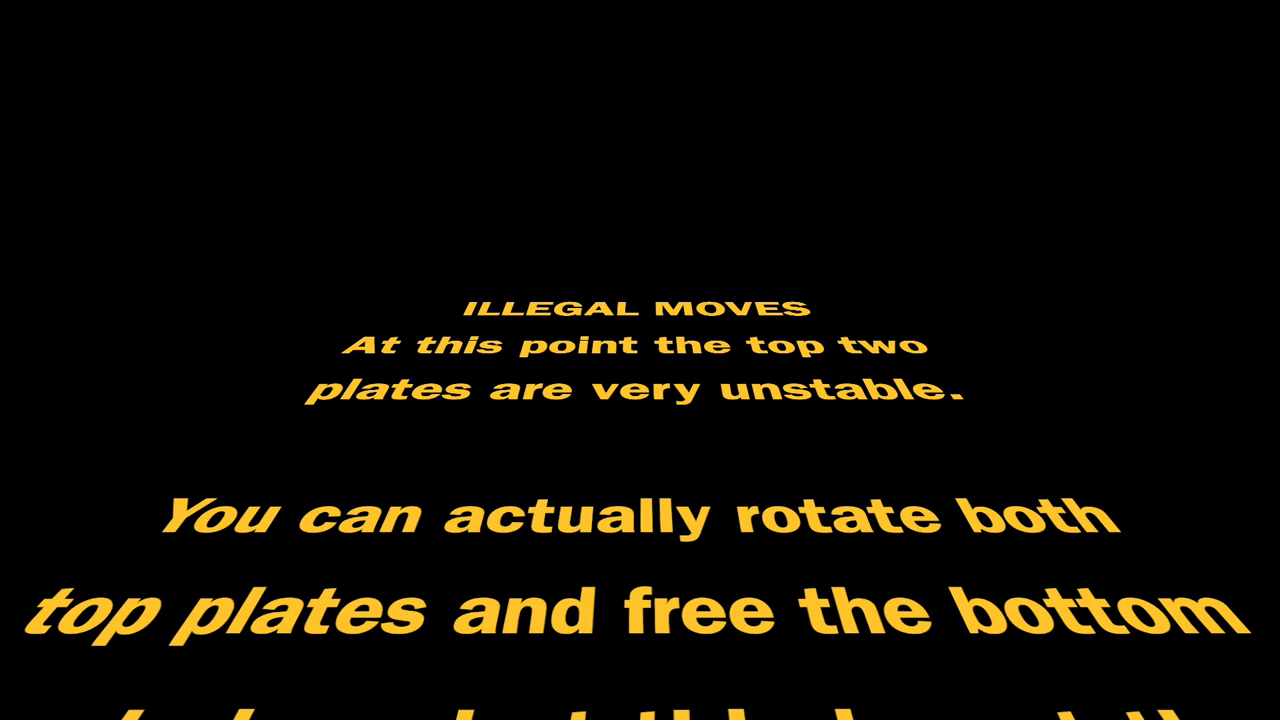 ILLEGAL MOVES
At this point the top two
plates are very unstable.
You can actually rotate both
top plates and free the bottom